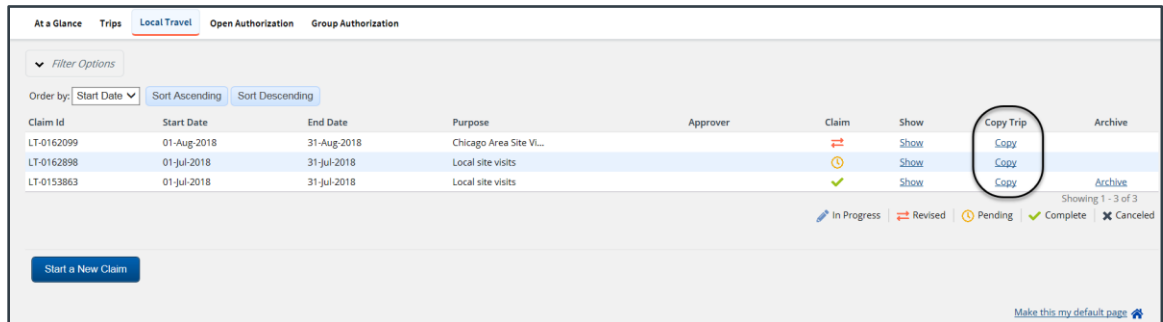 At a Glance Trips Local Travel Open Authorization Group Authorization
Filter Options
Order by: Start Date Sort Ascending Sort Descending
Claim Id Start Date End Date Purpose Approver Claim Show Copy Trip Archive
LT-0162099 01-Aug-2018 31-Aug-2018 Chicago Area Site Vi... Show Copy
LT-0162898 01-Jul-2018 31-Jul-2018 Local site visits Show Copy
LT-0153863 01-Jul-2018 31-Jul-2018 Local site visits Show Copy Archive
Showing 1 - 3 of 3
In Progress Revised Pending Complete Canceled
Start a New Claim
Make this my default page